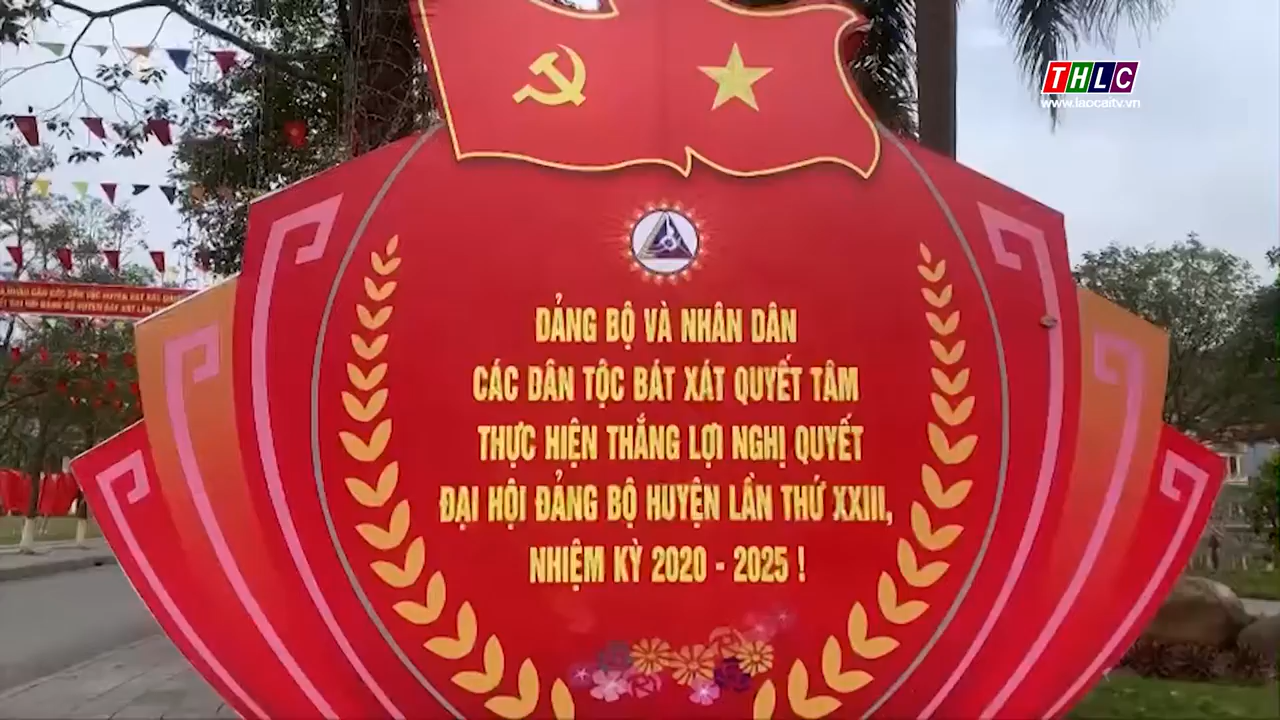 THLC
www.laocaitv.vn
ĐẢNG BỘ VÀ NHÂN DÂN
CÁC DÂN TỘC BÁT XÁT QUYẾT TÂM
THỰC HIỆN THẮNG LỢI NGHỊ QUYẾT
ĐẠI HỘI ĐẢNG BỘ HUYỆN LẦN THỨ XXIII,
NHIỆM KỲ 2020 - 2025 !